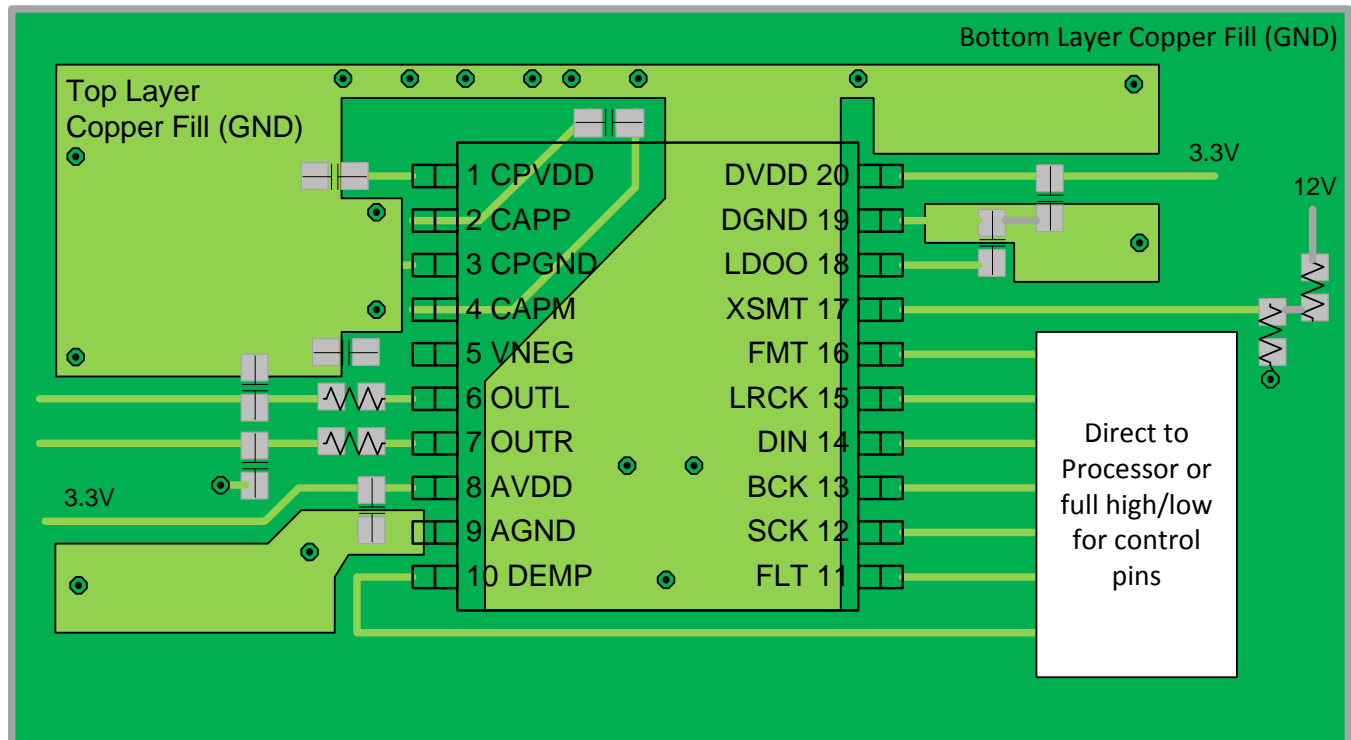 Bottom Layer Copper Fill (GND)
Top Layer
Copper Fill (GND)
3.3V
12V
1 CPVDD
2 CAPP
3 CPGND
4 CAPM
5 VNEG
6 OUTL
7 OUTR
8 AVDD
9 AGND
10 DEMP
DVDD 20
DGND 19
LDOO 18
XSMT 17
FMT 16
LRCK 15
DIN 14
BCK 13
SCK 12
FLT 11
3.3V
Direct to
Processor or
full high/low
for control
pins